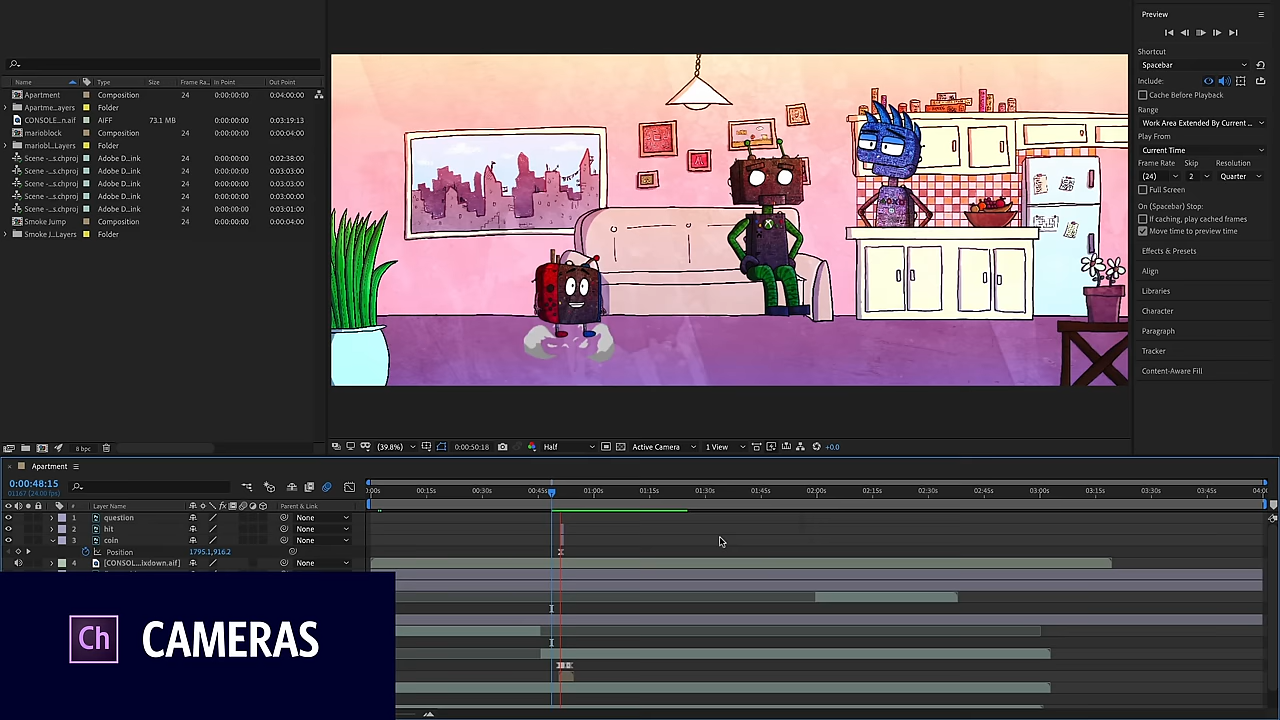 Name Type Size Frame Ra... In Point Out Point
Apartment Composition 24 0:00:00:00 0:04:00:00
Apartme...ayers Folder
CONSOLE...n.aif AIFF 73.1 MB 0:00:00:00 0:03:19:13
marioblock Composition 24 0:00:00:00 0:00:04:00
mariobl...Layers Folder
Scene -...schproj Adobe D...ink 24 0:00:00:00 0:02:38:00
Scene -...schproj Adobe D...ink 24 0:00:00:00 0:03:03:00
Scene -...schproj Adobe D...ink 24 0:00:00:00 0:03:03:00
Scene -...schproj Adobe D...ink 24 0:00:00:00 0:03:00:00
Scene -...schproj Adobe D...ink 24 0:00:00:00 0:03:01:00
Smoke Jump Composition 24 0:00:00:00 0:00:04:00
Smoke J...Layers Folder
8 bpc
Preview
Shortcut
Spacebar
Include:
Cache Before Playback
Range
Work Area Extended By Current ...
Play From
Current Time
Frame Rate Skip Resolution
(24) 2 Quarter
Full Screen
On (Spacebar) Stop:
If caching, play cached frames
Move time to preview time
Effects & Presets
Align
Libraries
Character
Paragraph
Tracker
Content-Aware Fill
(39.8%) 0:00:50:18 Half Active Camera 1 View +0.0
Apartment
0:00:48:15
01167 (24.00 fps)
:00s 00:15s 00:30s 00:45s 01:00s 01:15s 01:30s 01:45s 02:00s 02:15s 02:30s 02:45s 03:00s 03:15s 03:30s 03:45s 04:00
# Layer Name fx Parent & Link
1 question None
2 hit None
3 coin None
Position 1795.1,916.2
4 [CONSOL...ixdown.aif] None
Ch CAMERAS